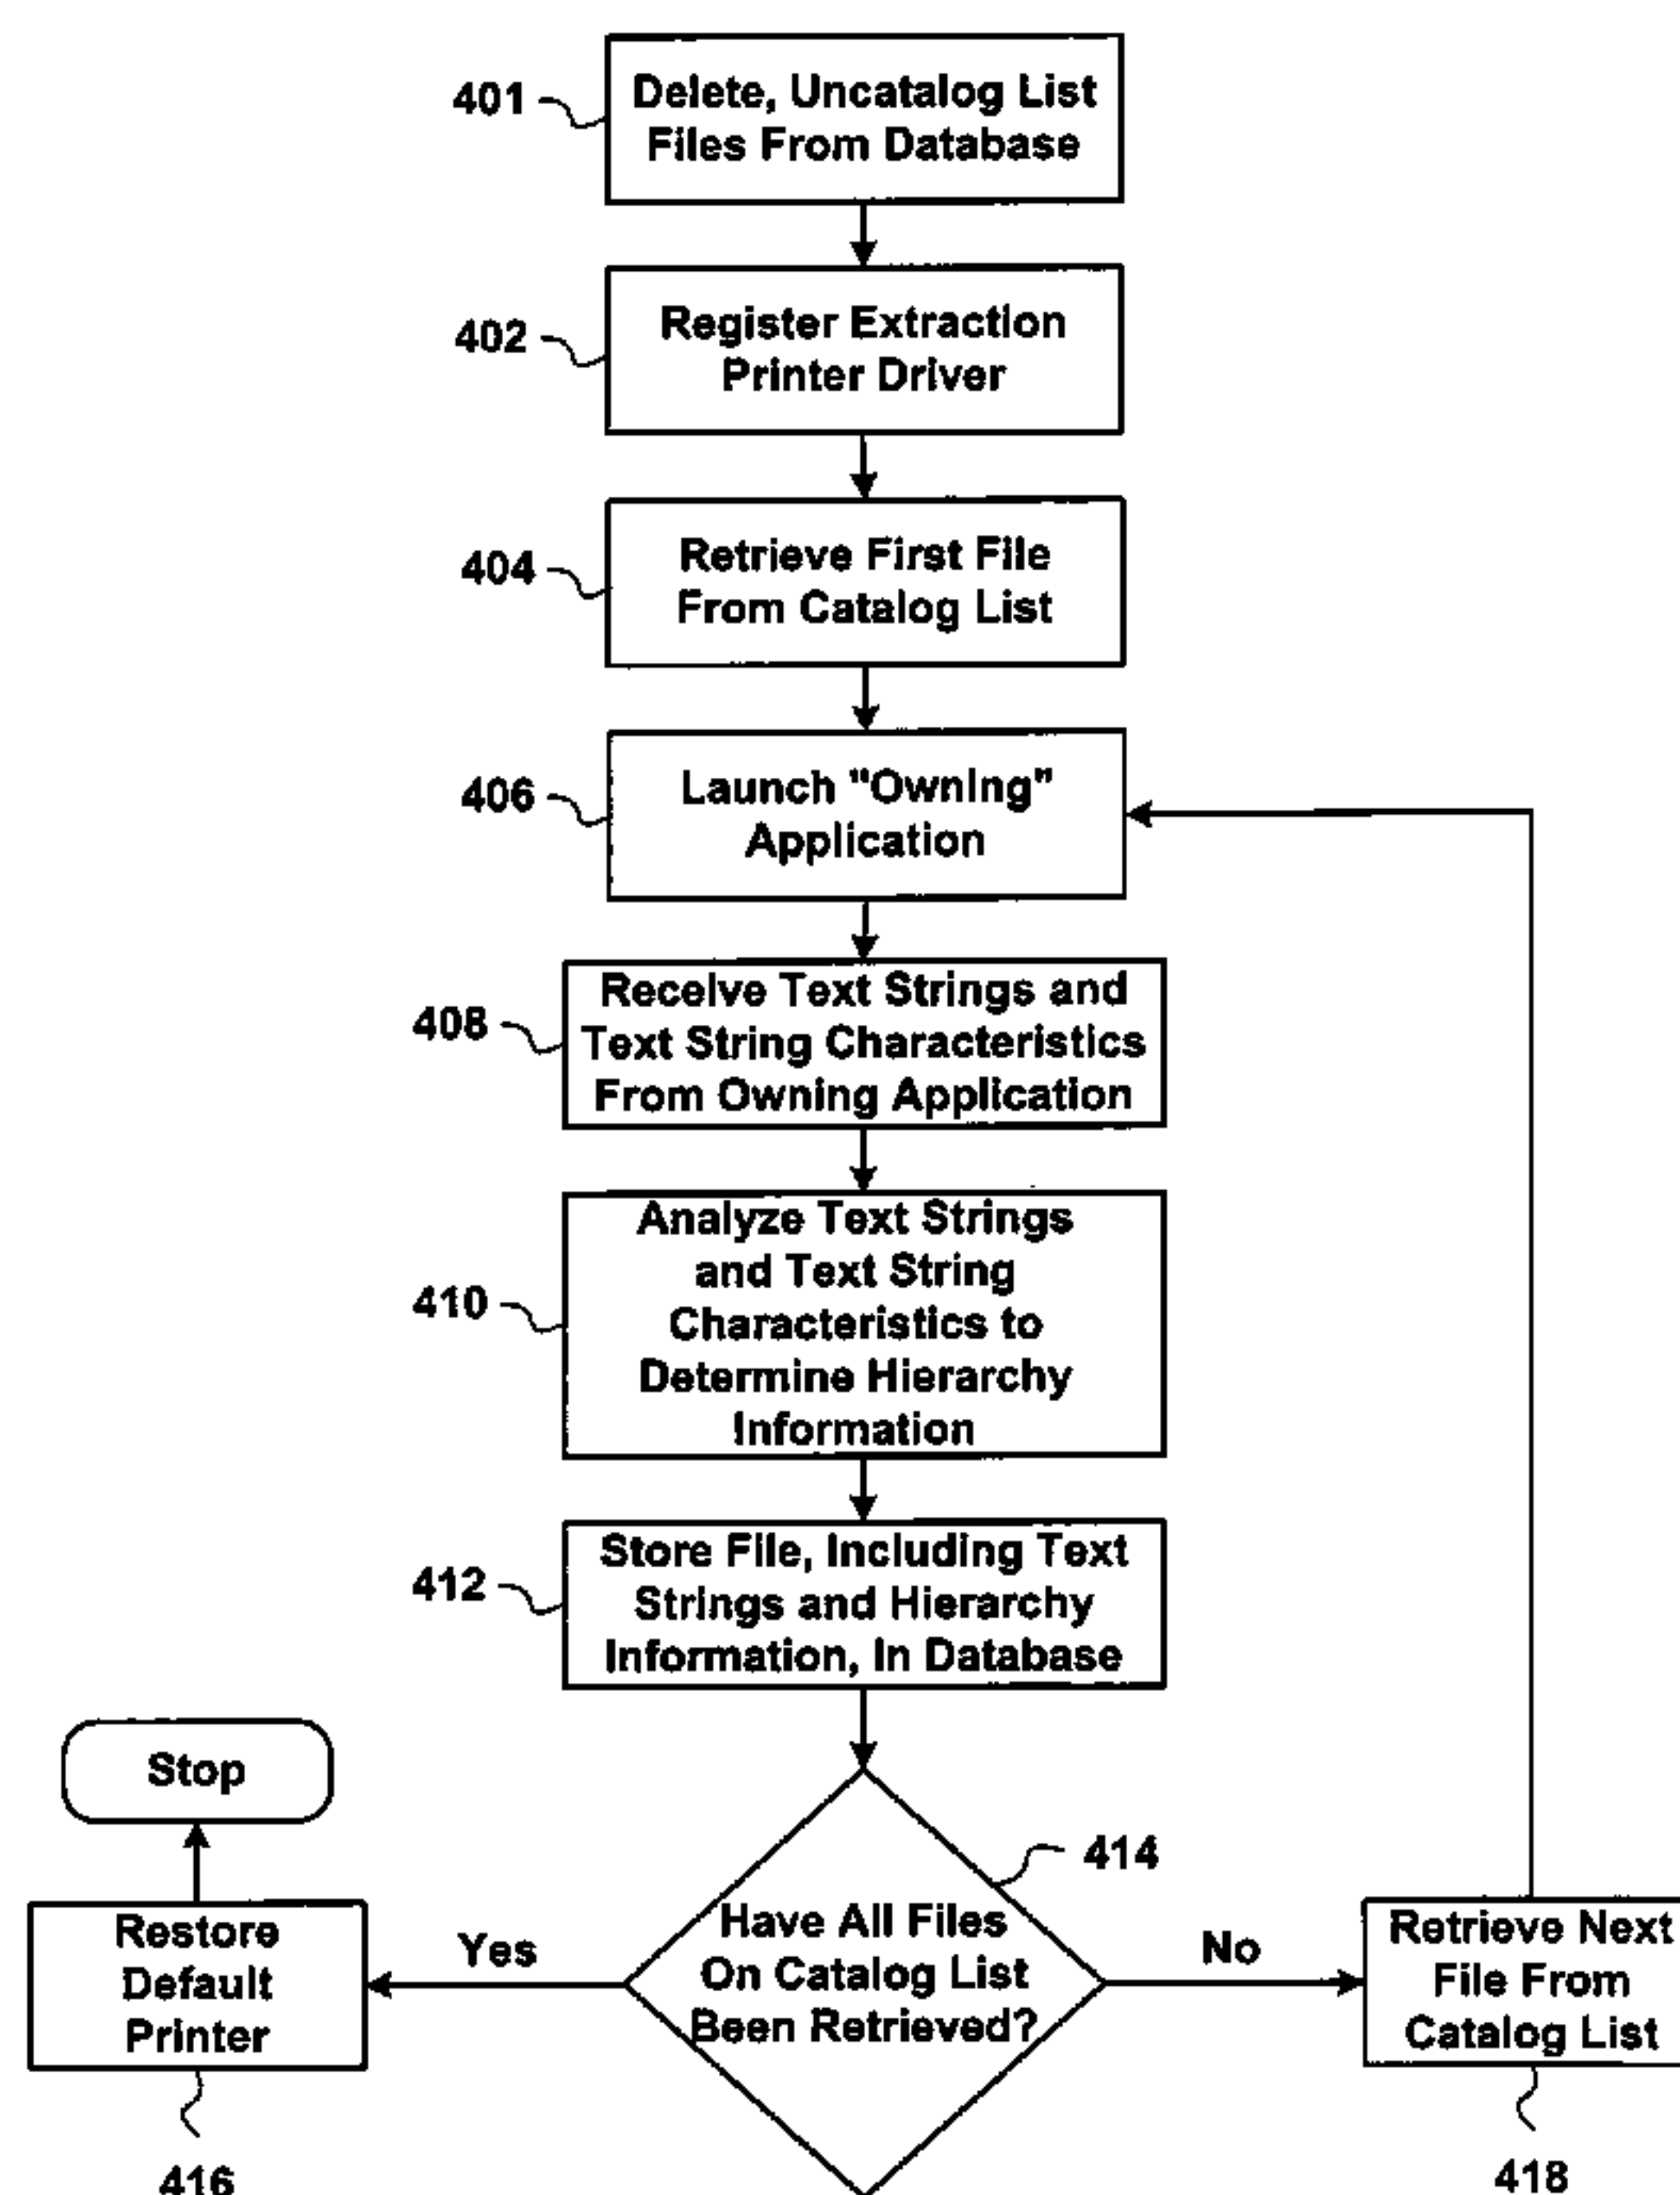 401
Delete, Uncatalog List
Files From Database
402
Register Extraction
Printer Driver
404
Retrieve First File
From Catalog List
406
Launch "Owning"
Application
408
Receive Text Strings and
Text String Characteristics
From Owning Application
410
Analyze Text Strings
and Text String
Characteristics to
Determine Hierarchy
Information
412
Store File, Including Text
Strings and Hierarchy
Information, In Database
Stop
414
Have All Files
On Catalog List
Been Retrieved?
Yes
No
Restore
Default
Printer
Retrieve Next
File From
Catalog List
416
418